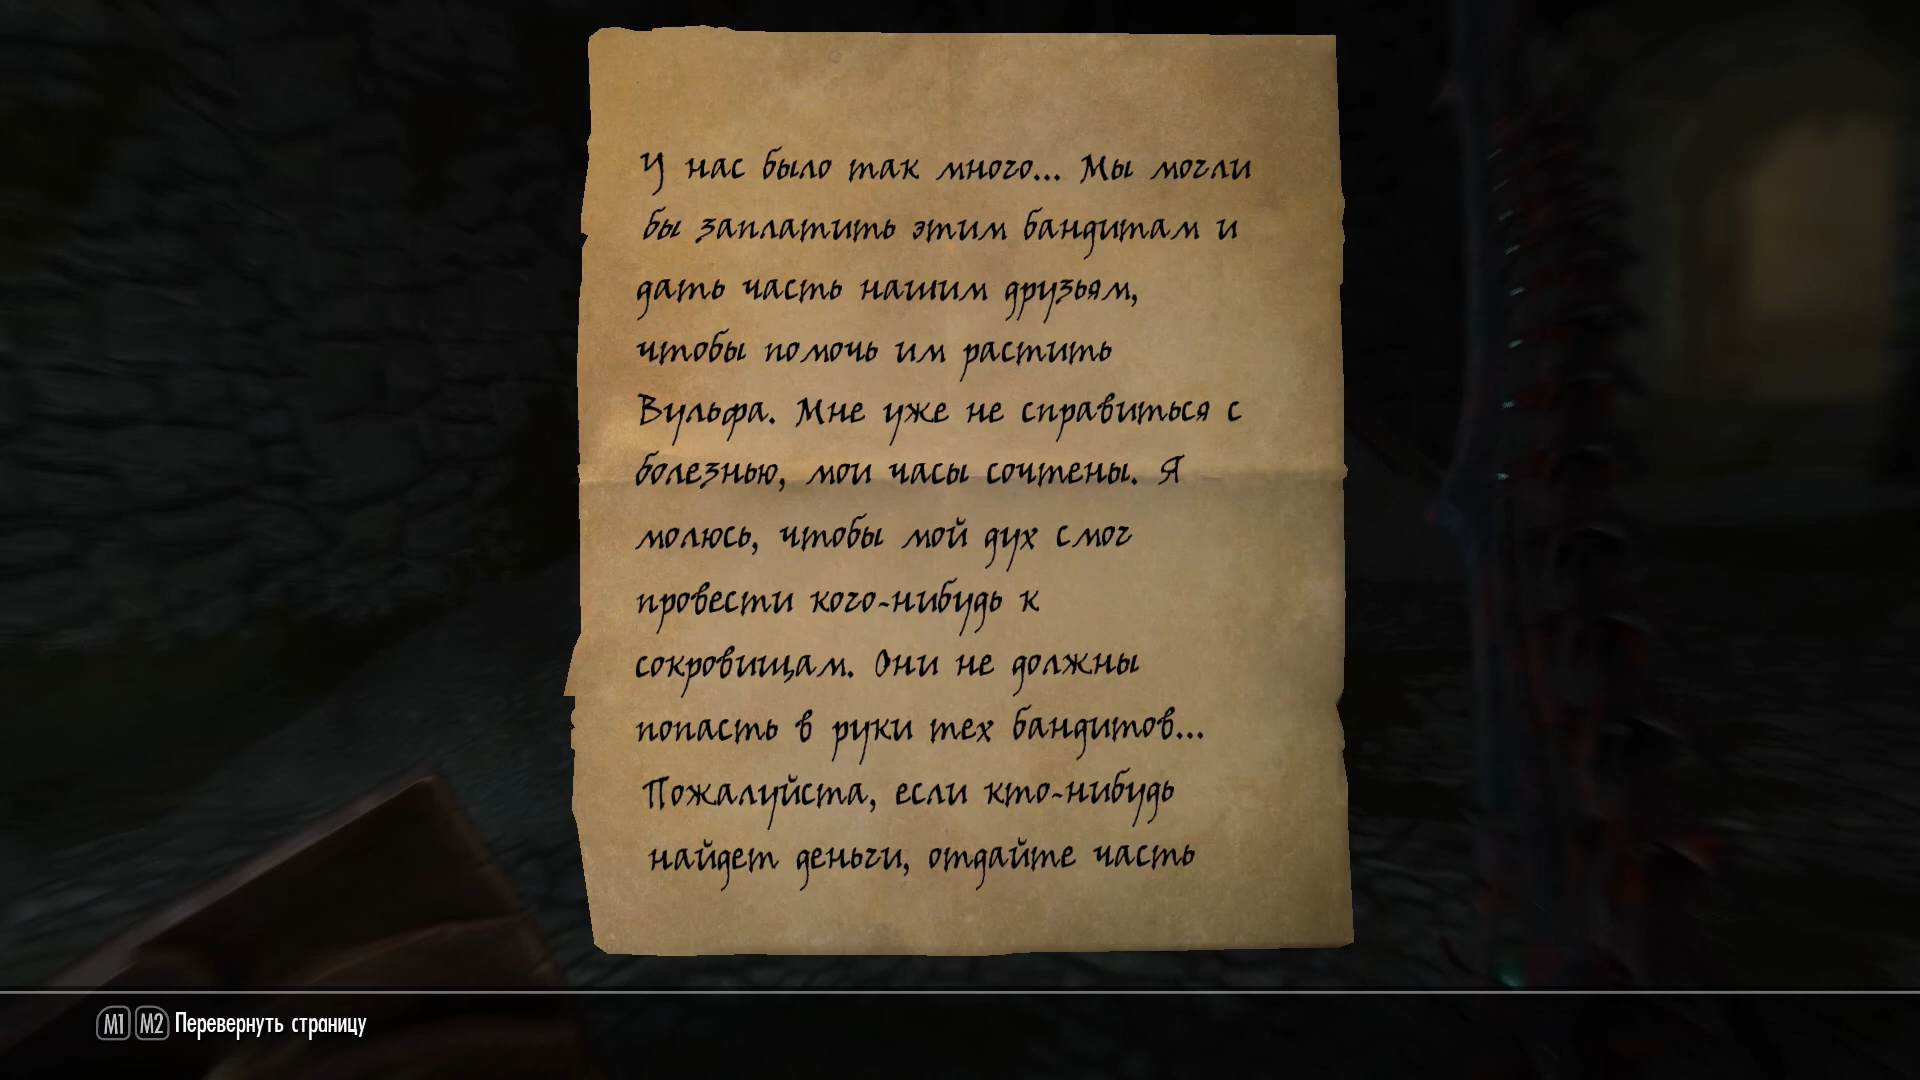 У нас было так много... Мы могли
бы заплатить этим бандитам и
дать часть нашим друзьям,
чтобы помочь им растить
Вульфа. Мне уже не справиться с
болезнью, мои часы сочтены. Я
молюсь, чтобы мой дух смог
провести кого-нибудь к
сокровищам. Они не должны
попасть в руки тех бандитов...
Пожалуйста, если кто-нибудь
найдет деньги, отдайте часть
M1 M2 Перевернуть страницу